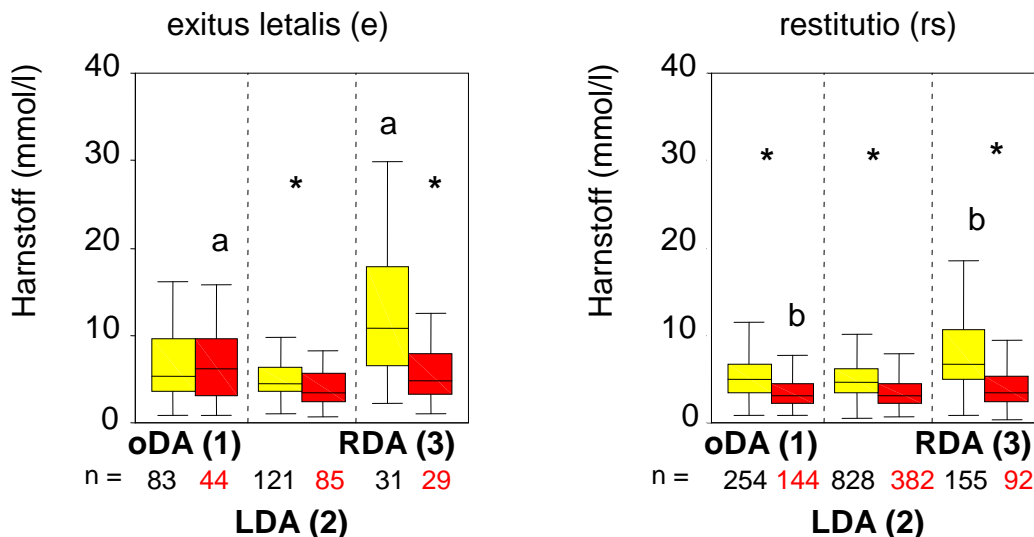 exitus letalis (e)
Harnstoff (mmol/l)
40
30
20
10
0
a
*
a
*
oDA (1) RDA (3)
n = 83 44 121 85 31 29
LDA (2)
restitutio (rs)
Harnstoff (mmol/l)
40
30
20
10
0
* * *
b
b
oDA (1) RDA (3)
n = 254 144 828 382 155 92
LDA (2)